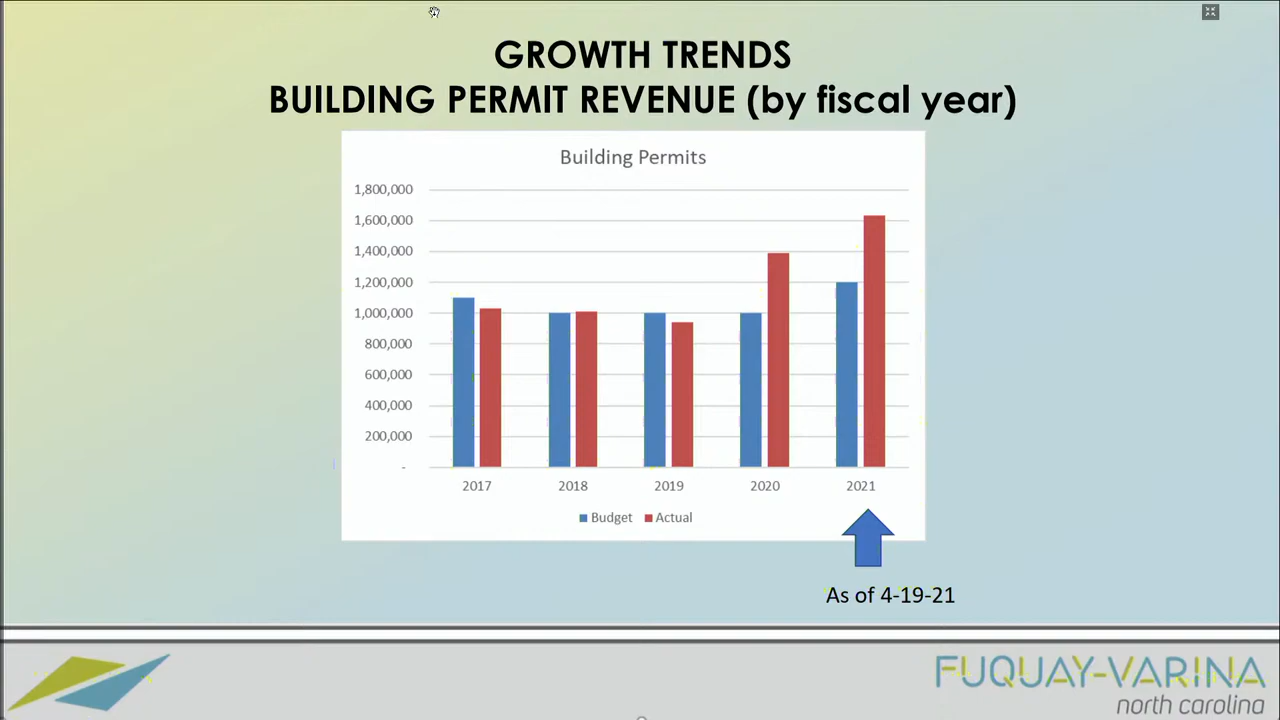 GROWTH TRENDS
BUILDING PERMIT REVENUE (by fiscal year)
Building Permits
1,800,000
1,600,000
1,400,000
1,200,000
1,000,000
800,000
600,000
400,000
200,000
-
2017 2018 2019 2020 2021
Budget Actual
As of 4-19-21
FUQUAY-VARINA
north carolina